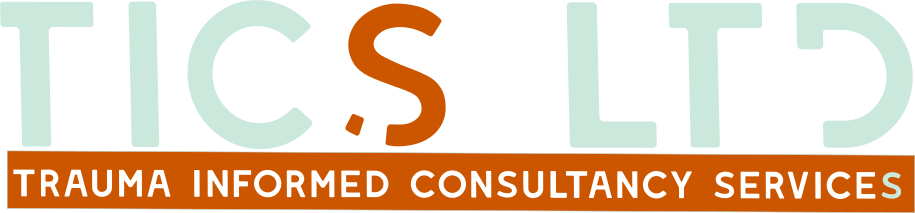 TICS LTD
TRAUMA INFORMED CONSULTANCY SERVICES